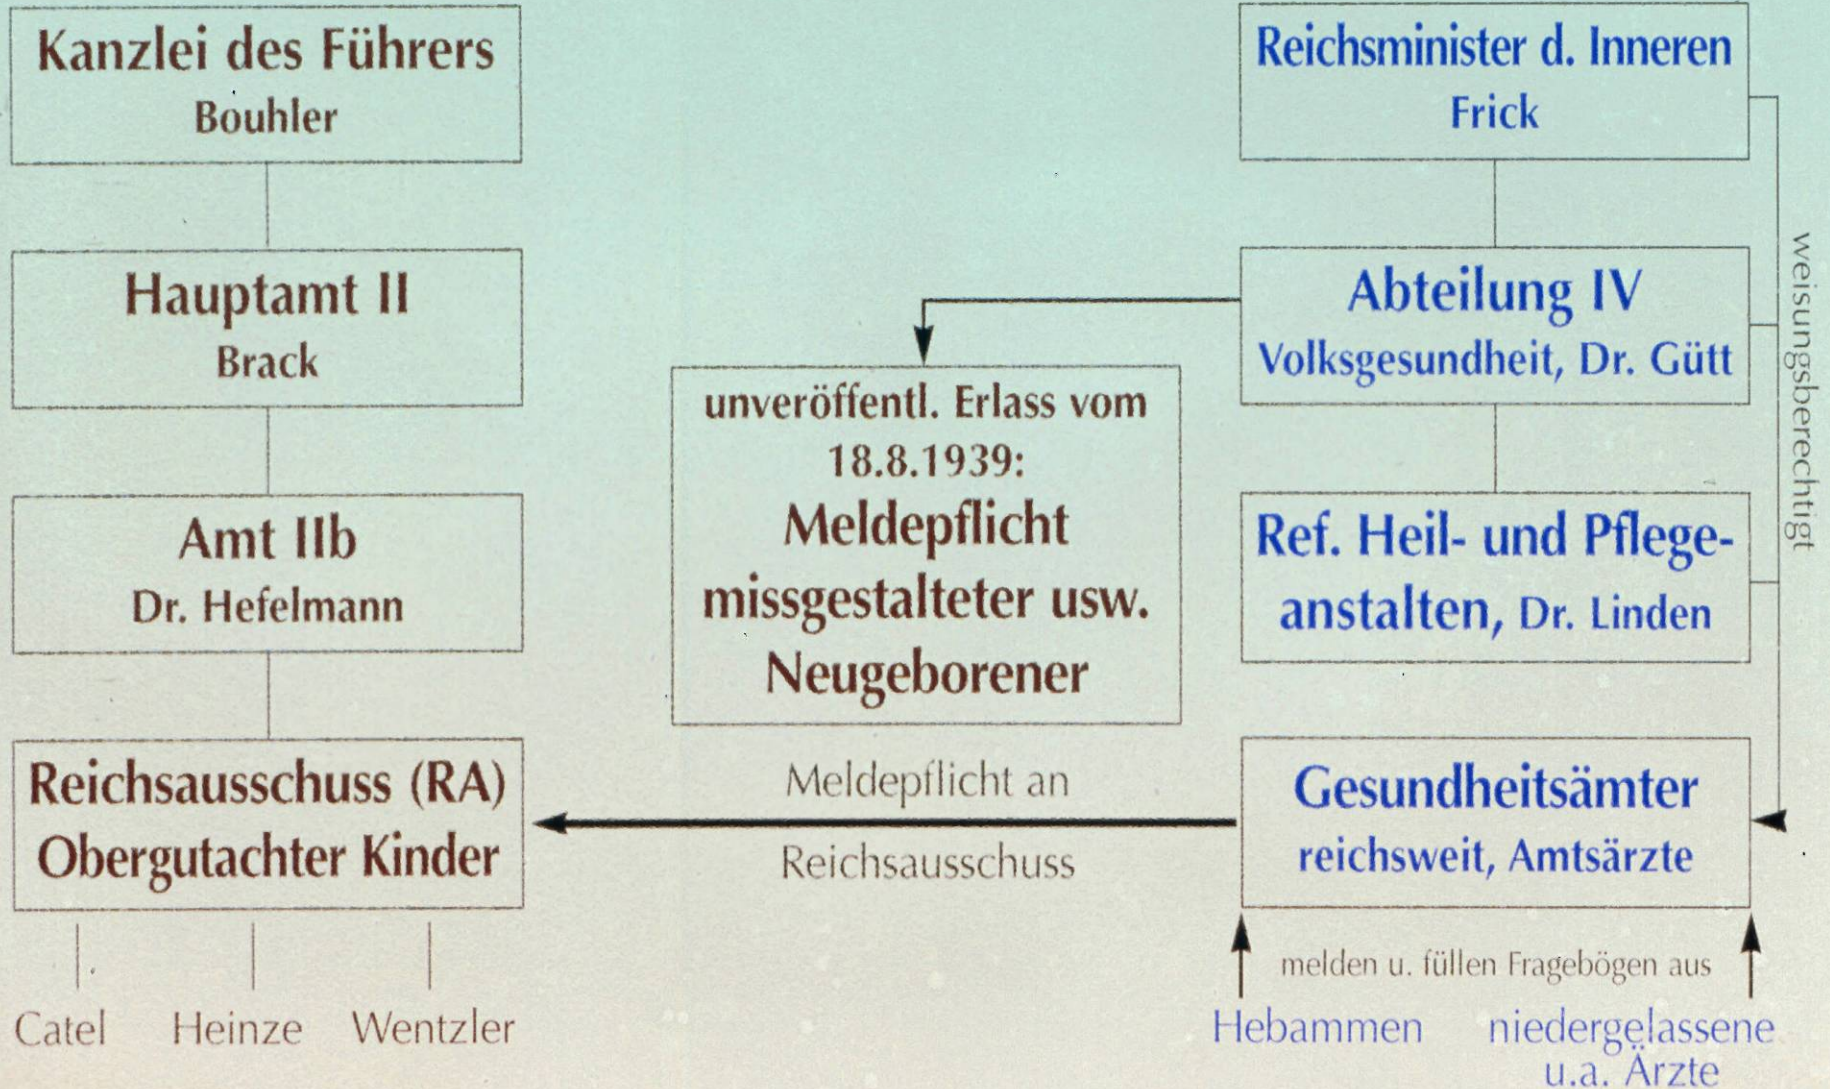 Kanzlei des Führers
Bouhler
Hauptamt II
Brack
Amt IIb
Dr. Hefelmann
Reichsausschuss (RA)
Obergutachter Kinder
Catel
Heinze
Wentzler
unveröffentl. Erlass vom
18.8.1939:
Meldepflicht
missgestalteter usw.
Neugeborener
Meldepflicht an
Reichsausschuss
Reichsminister d. Inneren
Frick
Abteilung IV
Volksgesundheit, Dr. Gütt
Ref. Heil- und Pflege-
anstalten, Dr. Linden
Gesundheitsämter
reichsweit, Amtsärzte
weisungsberechtigt
melden u. füllen Fragebögen aus
Hebammen
niedergelassene
u.a. Ärzte